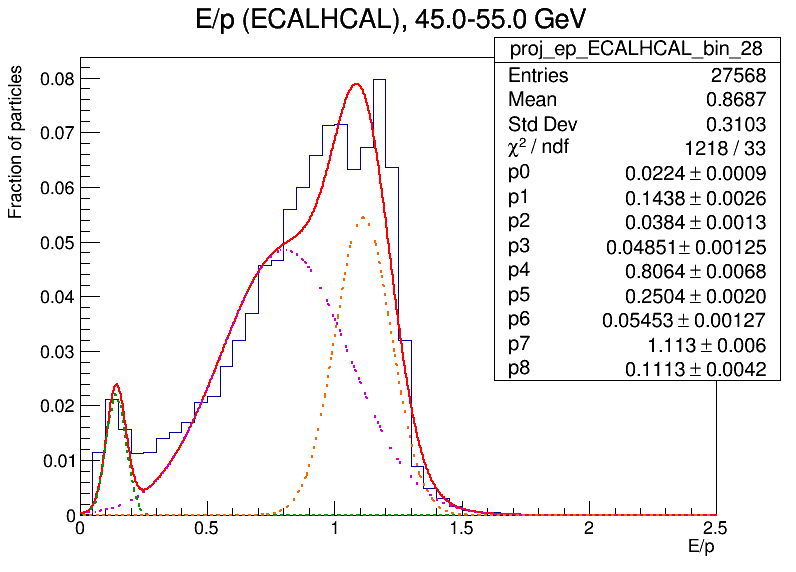 E/p (ECALHCAL), 45.0-55.0 GeV
proj_ep_ECALHCAL_bin_28
Entries 27568
Mean 0.8687
Std Dev 0.3103
χ² / ndf 1218 / 33
p0 0.0224 ± 0.0009
p1 0.1438 ± 0.0026
p2 0.0384 ± 0.0013
p3 0.04851 ± 0.00125
p4 0.8064 ± 0.0068
p5 0.2504 ± 0.0020
p6 0.05453 ± 0.00127
p7 1.113 ± 0.006
p8 0.1113 ± 0.0042
Fraction of particles
0.08
0.07
0.06
0.05
0.04
0.03
0.02
0.01
0
0 0.5 1 1.5 2 2.5
E/p